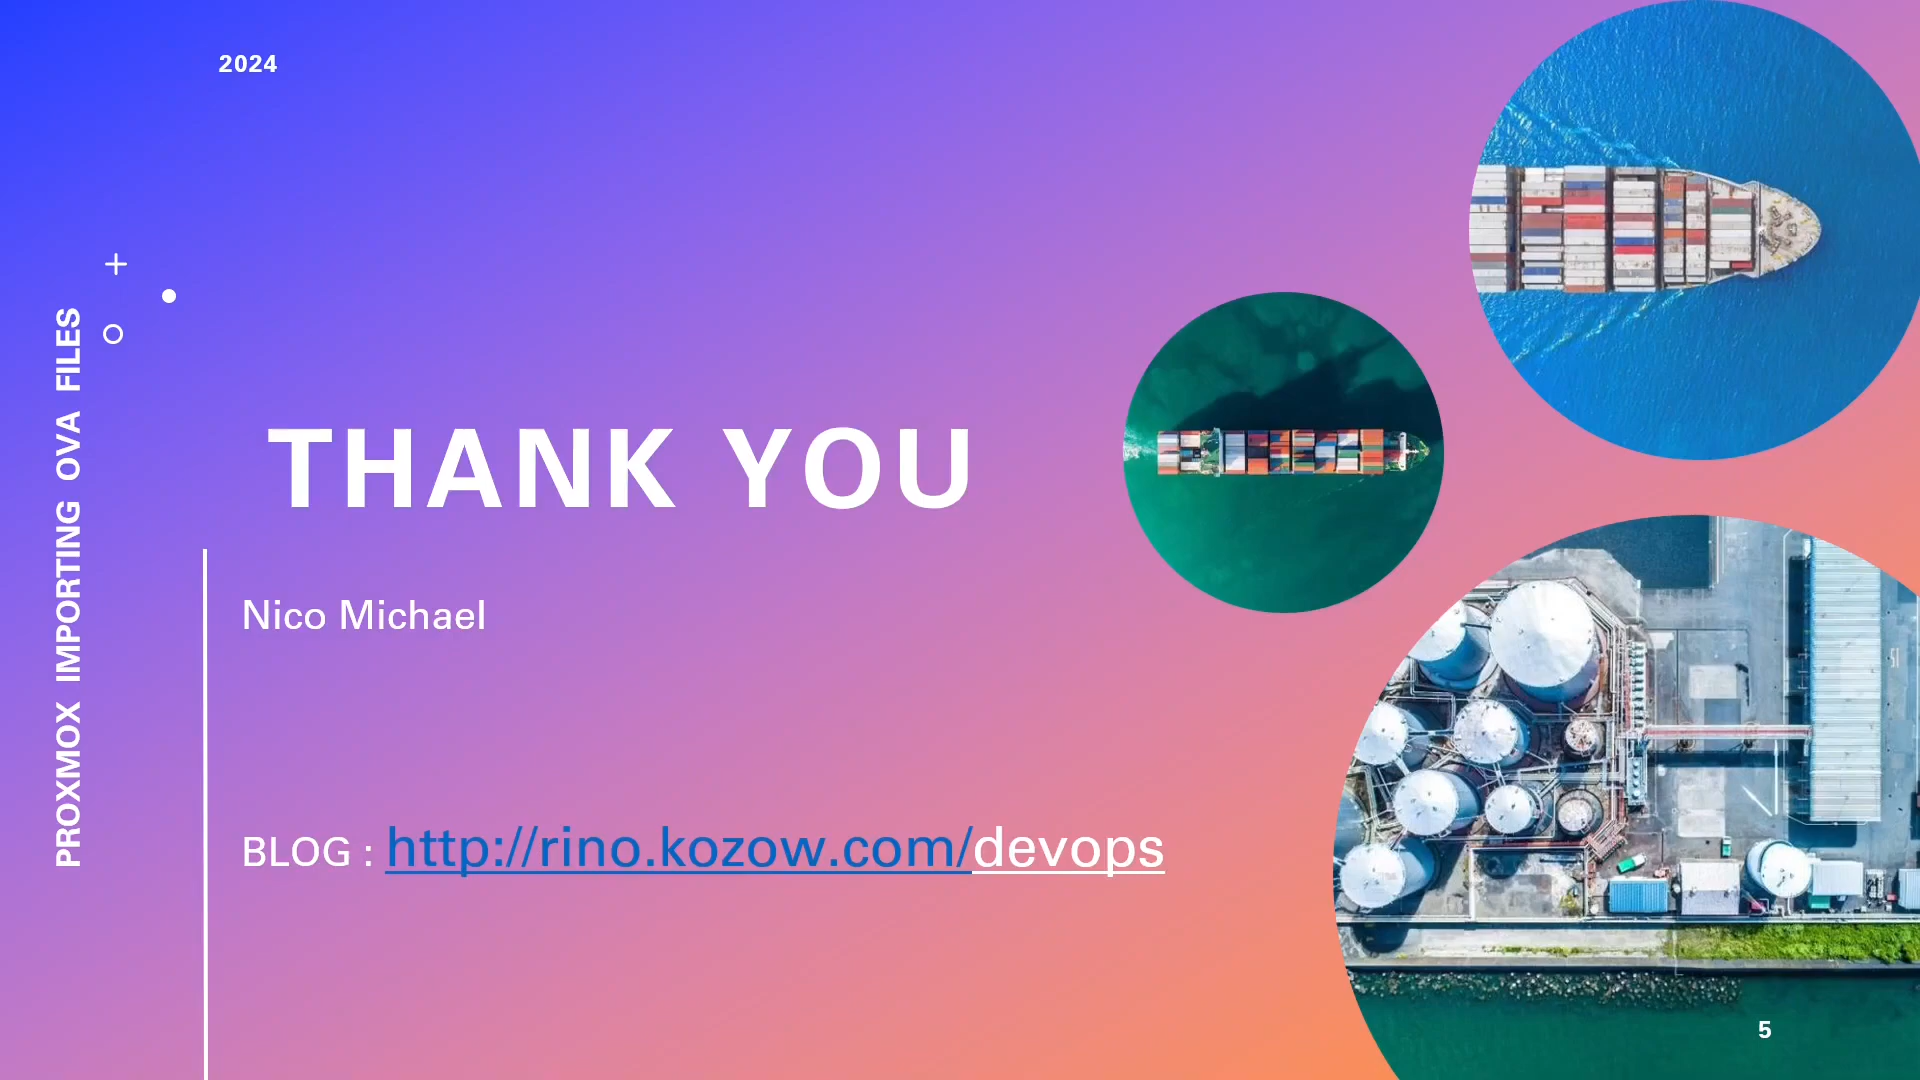 2024
PROXMOX IMPORTING OVA FILES
THANK YOU
Nico Michael
BLOG : http://rino.kozow.com/devops
5